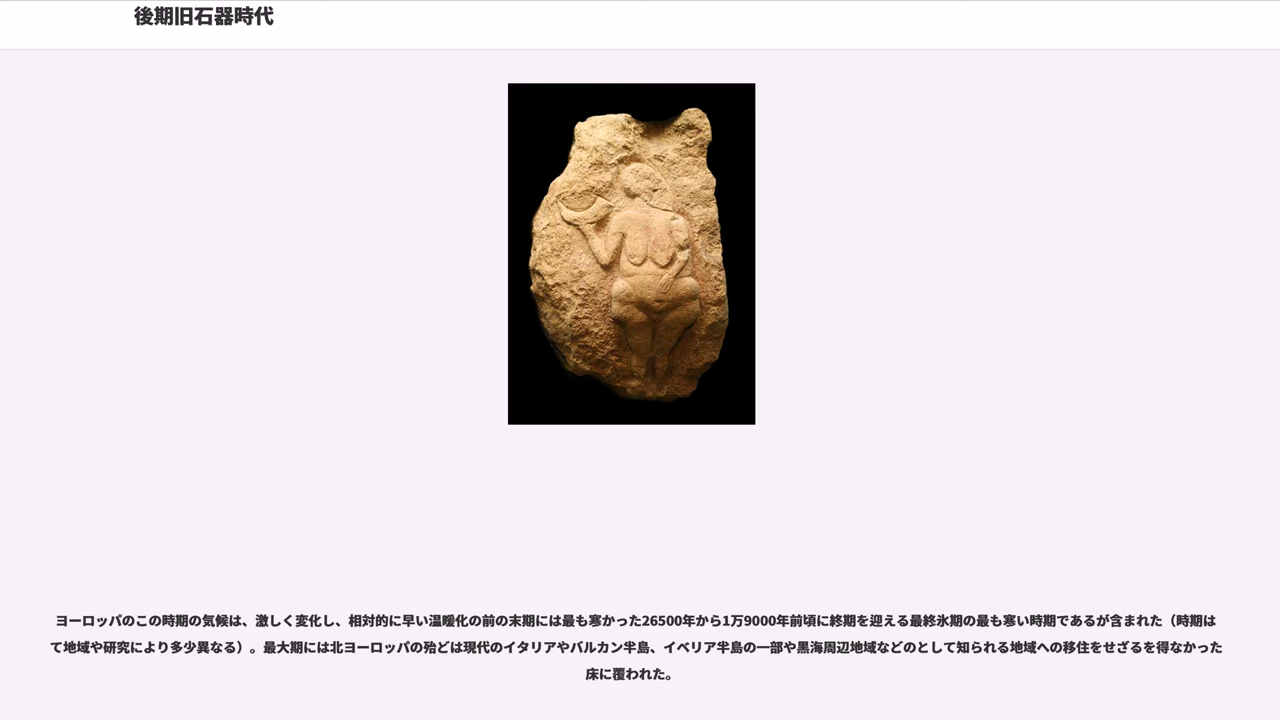 後期旧石器時代
ヨーロッパのこの時期の気候は、激しく変化し、相対的に早い温暖化の前の末期には最も寒かった26500年から1万9000年前頃に終期を迎える最終氷期の最も寒い時期であるが含まれた（時期は
て地域や研究により多少異なる）。最大期には北ヨーロッパの殆どは現代のイタリアやバルカン半島、イベリア半島の一部や黒海周辺地域などのとして知られる地域への移住をせざるを得なかった
床に覆われた。